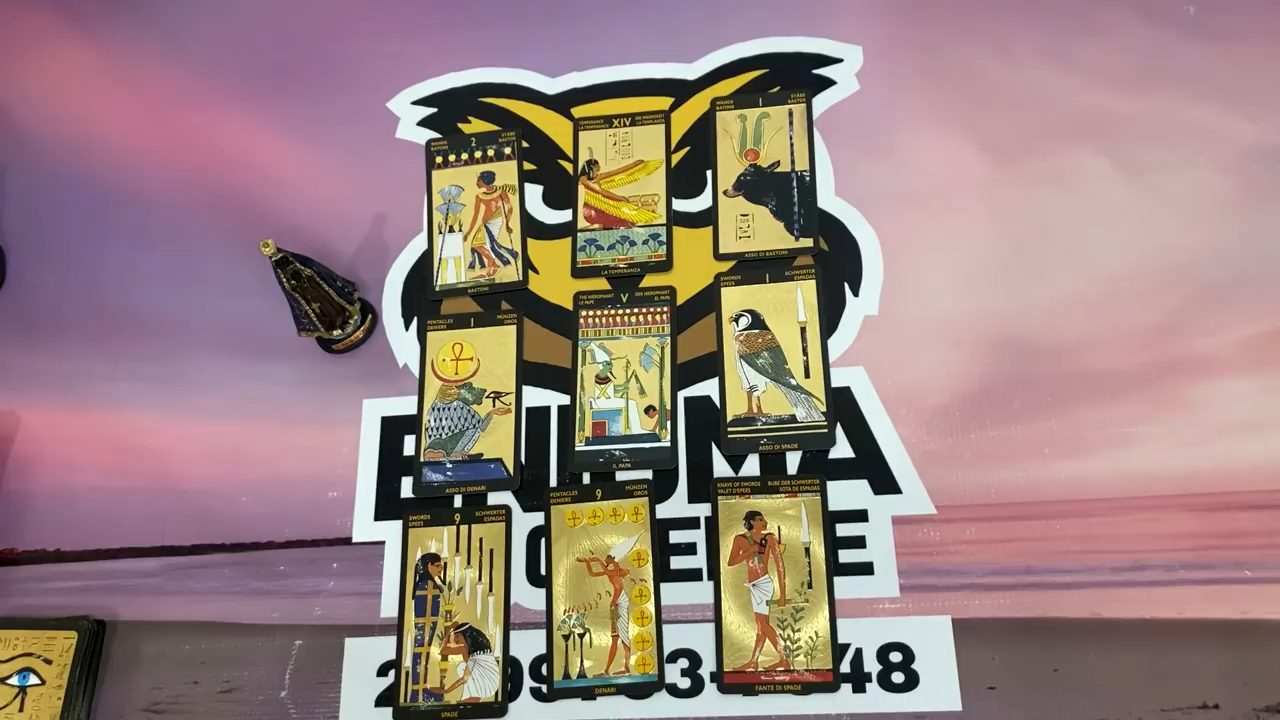 WANDS 2 STÄBE
BATONS BASTOS
BASTONI
TEMPERANCE XIV DIE MÄSSIGKEIT
LA TEMPERANCE LA TEMPLANZA
LA TEMPERANZA
WANDS I STÄBE
BATONS BASTOS
ASSO DI BASTONI
PENTACLES I MÜNZEN
DENIERS OROS
ASSO DI DENARI
THE HIEROPHANT V DER HIEROPHANT
LE PAPE EL PAPA
IL PAPA
SWORDS I SCHWERTER
EPEES ESPADAS
ASSO DI SPADE
SWORDS 9 SCHWERTER
EPEES ESPADAS
SPADE
PENTACLES 9 MÜNZEN
DENIERS OROS
DENARI
KNAVE OF SWORDS BUBE DER SCHWERTER
VALET D'EPEES SOTA DE ESPADAS
FANTE DI SPADE